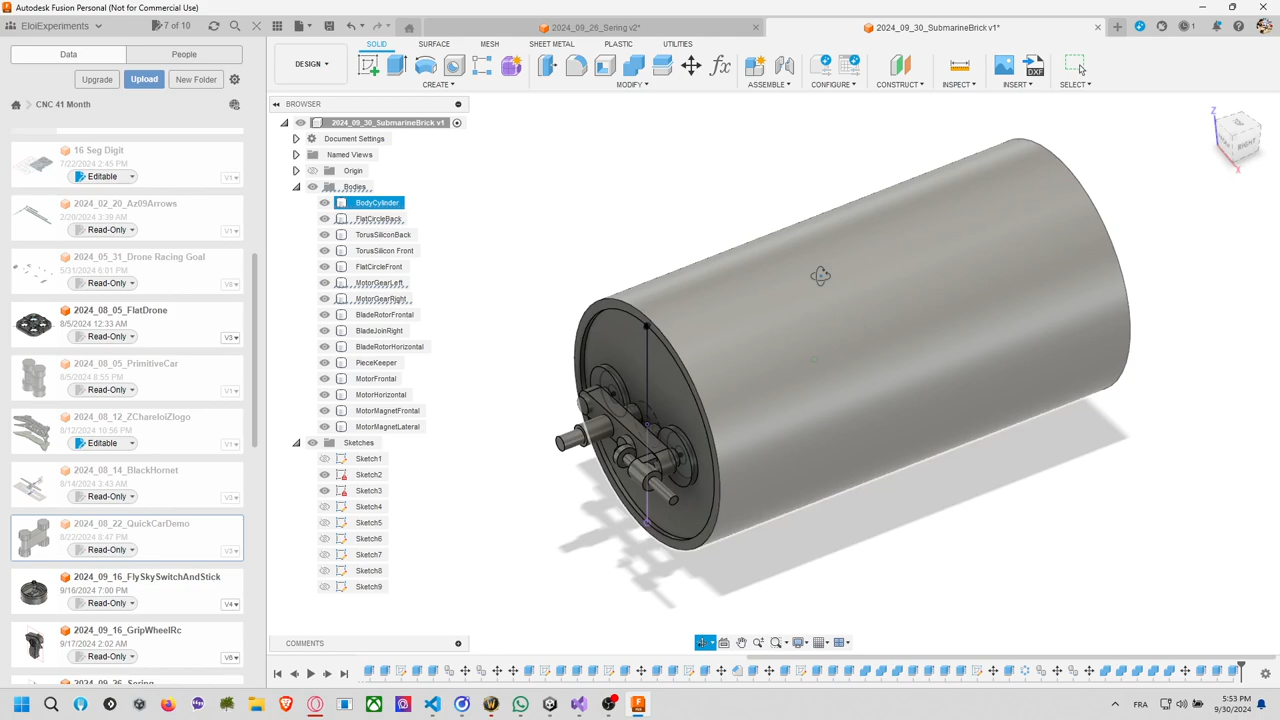 Autodesk Fusion Personal (Not for Commercial Use)
EloiExperiments
7 of 10
2024_09_26_Sering v2*
2024_09_30_SubmarineBrick v1*
1
Data
People
Upgrade
Upload
New Folder
CNC 41 Month
16 Seg Digit
7/22/2024 2:45 PM
Editable
V1
2024_02_20_Az09Arrows
2/20/2024 3:39 AM
Read-Only
V1
2024_05_31_Drone Racing Goal
5/31/2024 6:01 PM
Read-Only
2024_08_05_FlatDrone
8/5/2024 12:33 AM
Read-Only
V3
2024_08_05_PrimitiveCar
8/5/2024 8:55 PM
Read-Only
V1
2024_08_12_ZChareloiZlogo
8/12/2024 10:56 PM
Editable
V1
2024_08_14_BlackHornet
8/14/2024 3:43 AM
Read-Only
V1
2024_08_22_QuickCarDemo
8/22/2024 8:47 PM
Read-Only
V3
2024_09_16_FlySkySwitchAndStick
9/16/2024 7:00 PM
Read-Only
V4
2024_09_16_GripWheelRc
9/17/2024 2:02 AM
Read-Only
V6
DESIGN
SOLID
SURFACE
MESH
SHEET METAL
PLASTIC
UTILITIES
CREATE
MODIFY
ASSEMBLE
CONFIGURE
CONSTRUCT
INSPECT
INSERT
SELECT
DXF
BROWSER
2024_09_30_SubmarineBrick v1
Document Settings
Named Views
Origin
Bodies
BodyCylinder
FlatCircleBack
TorusSiliconBack
TorusSilicon Front
FlatCircleFront
MotorGearLeft
MotorGearRight
BladeRotorFrontal
BladeJoinRight
BladeRotorHorizontal
PieceKeeper
MotorFrontal
MotorHorizontal
MotorMagnetFrontal
MotorMagnetLateral
Sketches
Sketch1
Sketch2
Sketch3
Sketch4
Sketch5
Sketch6
Sketch7
Sketch8
Sketch9
COMMENTS
Z
RIGHT
X
FRA
5:53 PM
9/30/2024